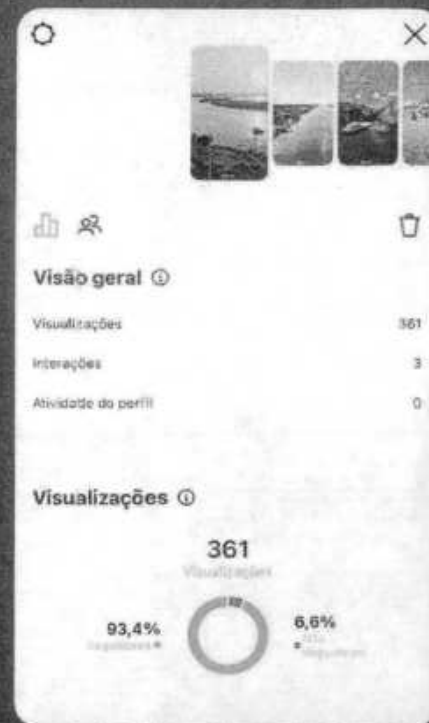 Visão geral
Visualizações 361
Interações 3
Atividade do perfil 0
Visualizações
361
Visualizações
93,4%
Seguidores
6,6%
Não
seguidores